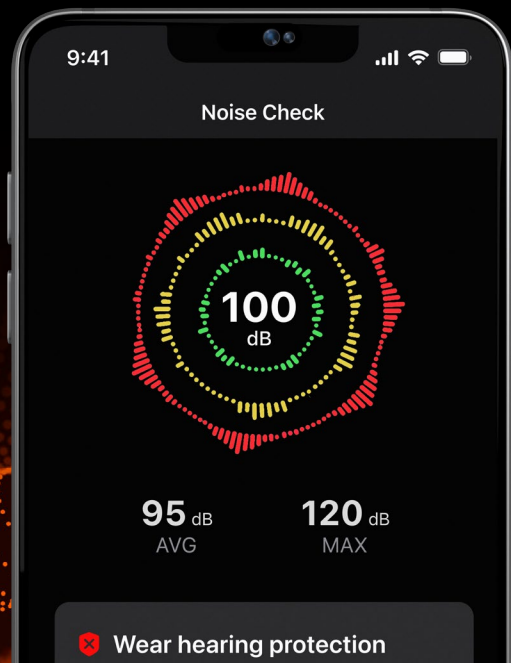 9:41
Noise Check
100
dB
95 dB
120 dB
AVG
MAX
Wear hearing protection